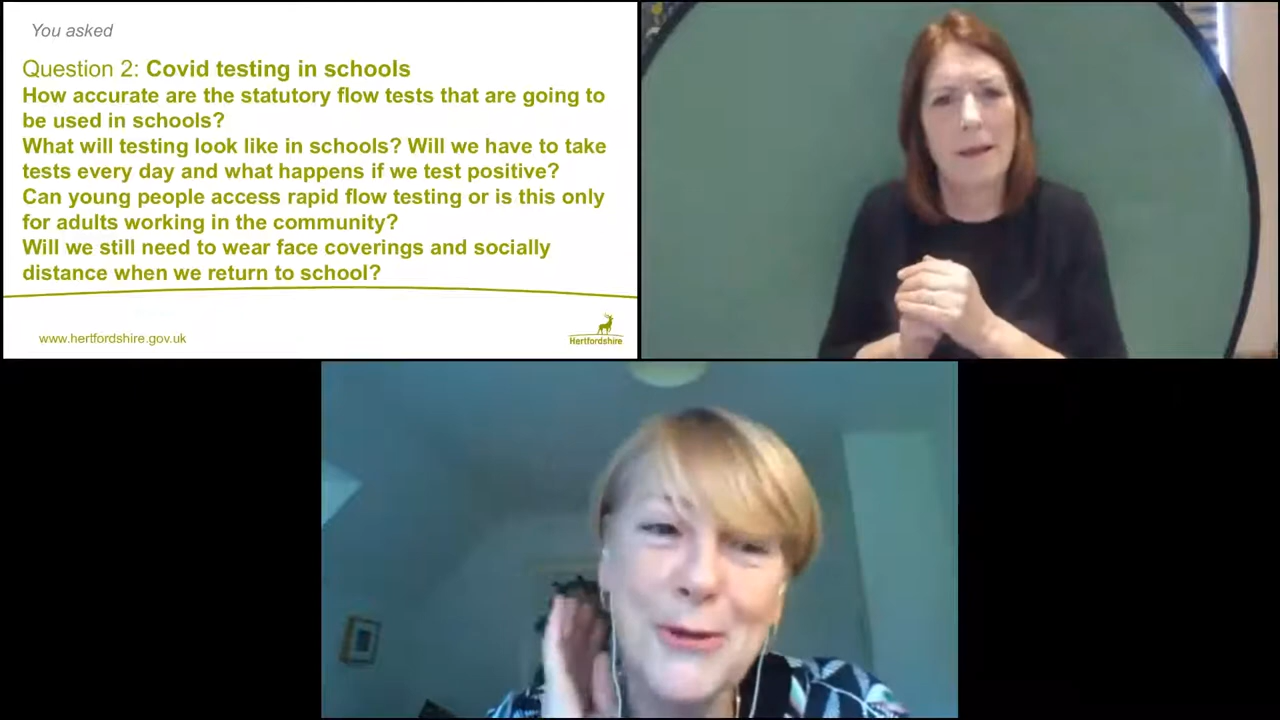 You asked
Question 2: Covid testing in schools
How accurate are the statutory flow tests that are going to
be used in schools?
What will testing look like in schools? Will we have to take
tests every day and what happens if we test positive?
Can young people access rapid flow testing or is this only
for adults working in the community?
Will we still need to wear face coverings and socially
distance when we return to school?
www.hertfordshire.gov.uk
Hertfordshire